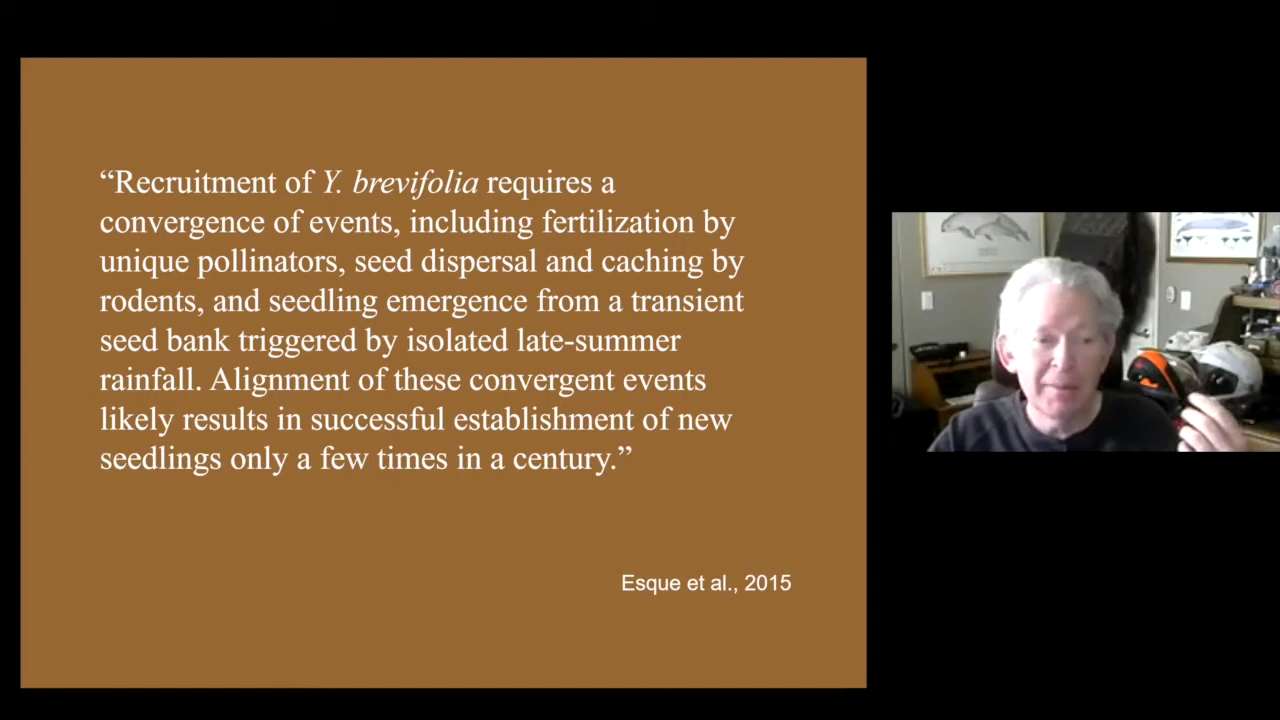 “Recruitment of Y. brevifolia requires a
convergence of events, including fertilization by
unique pollinators, seed dispersal and caching by
rodents, and seedling emergence from a transient
seed bank triggered by isolated late-summer
rainfall. Alignment of these convergent events
likely results in successful establishment of new
seedlings only a few times in a century.”
Esque et al., 2015